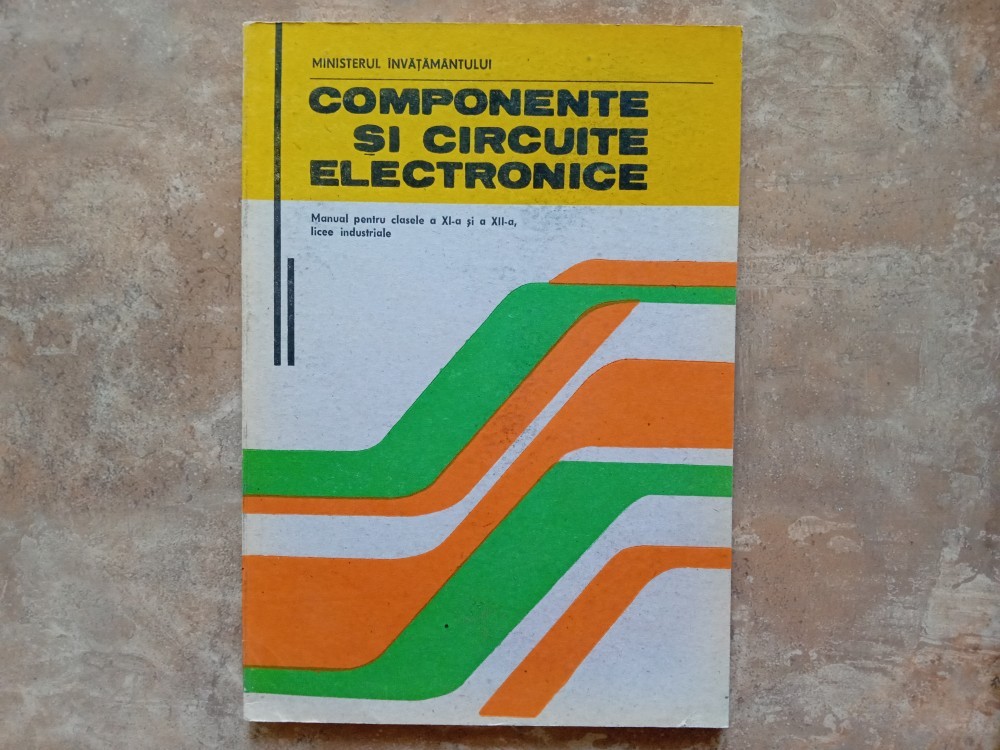 MINISTERUL ÎNVĂȚĂMÂNTULUI
COMPONENTE
ȘI CIRCUITE
ELECTRONICE
Manual pentru clasele a XI-a și a XII-a,
licee industriale